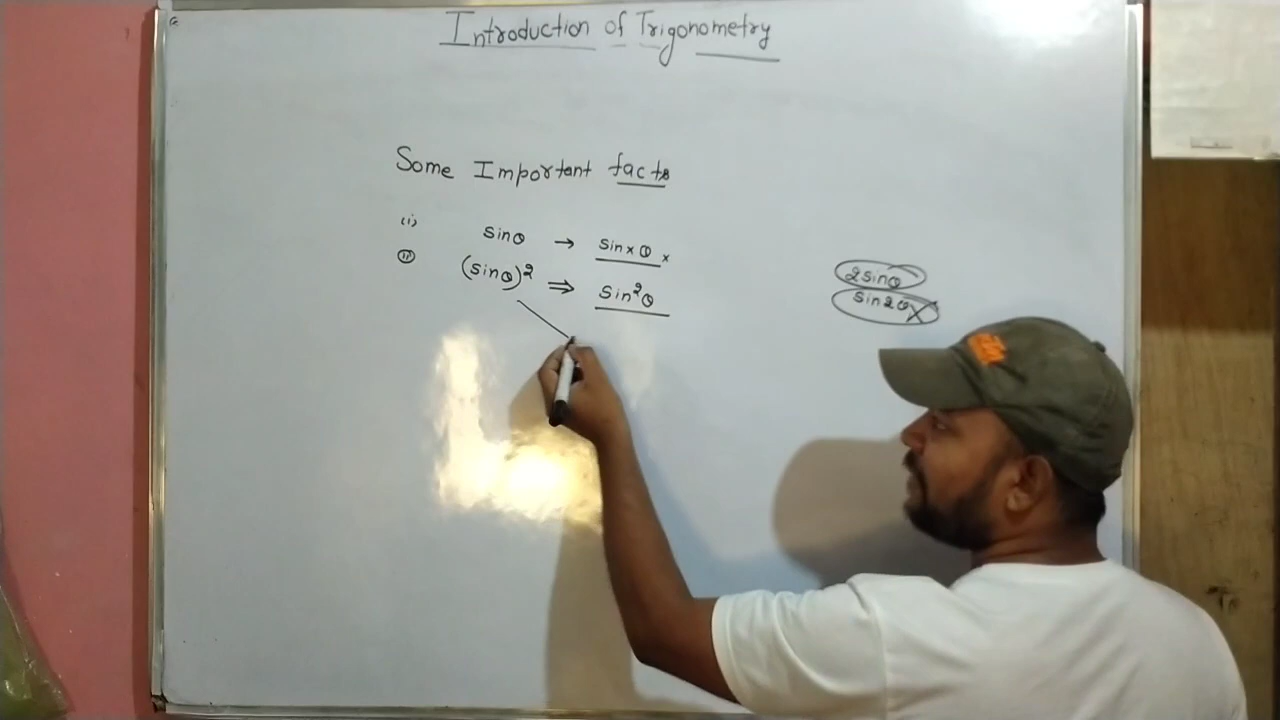 Introduction of Trigonometry
Some Important facts
(i) sinθ → sin×θ ×
(ii) (sinθ)² ⇒ sin²θ
2sinθ
sin2θ ×